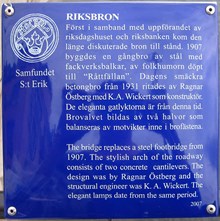 RIKSBRON
Först i samband med uppförandet av
riksdagshuset och riksbanken kom den
länge diskuterade bron till stånd. 1907
byggdes en gångbro av stål med
fackverksbalkar, av folkhumorn döpt
till "Råttfällan". Dagens smäckra
betongbro från 1931 ritades av Ragnar
Östberg med K.A. Wickert som konstruktör.
De eleganta gatlyktorna är från denna tid.
Brovalvet bildas av två halvor som
balanseras av motvikter inne i brofästena.
Samfundet
S:t Erik
The bridge replaces a steel footbridge from
1907. The stylish arch of the roadway
consists of two concrete cantilevers. The
design was by Ragnar Östberg and the
structural engineer was K. A. Wickert. The
elegant lamps date from the same period.
2007